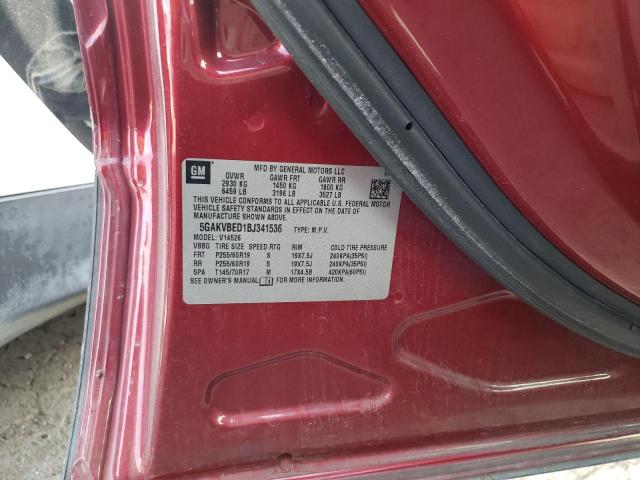 GM
MFD BY GENERAL MOTORS LLC
GVWR GAWR FRT GAWR RR
2930 KG 1450 KG 1600 KG
6459 LB 3196 LB 3527 LB
THIS VEHICLE CONFORMS TO ALL APPLICABLE U.S. FEDERAL MOTOR
VEHICLE SAFETY STANDARDS IN EFFECT ON THE DATE OF
MANUFACTURE SHOWN ABOVE.
5GAKVBED1BJ341536 TYPE: M.P.V.
MODEL: V14526
VBBG TIRE SIZE SPEED RTG RIM COLD TIRE PRESSURE
FRT P255/60R19 S 19X7.5J 240KPA(35PSI)
RR P255/60R19 S 19X7.5J 240KPA(35PSI)
SPA T145/70R17 M 17X4.5B 420KPA(60PSI)
SEE OWNER'S MANUAL FOR MORE INFORMATION.